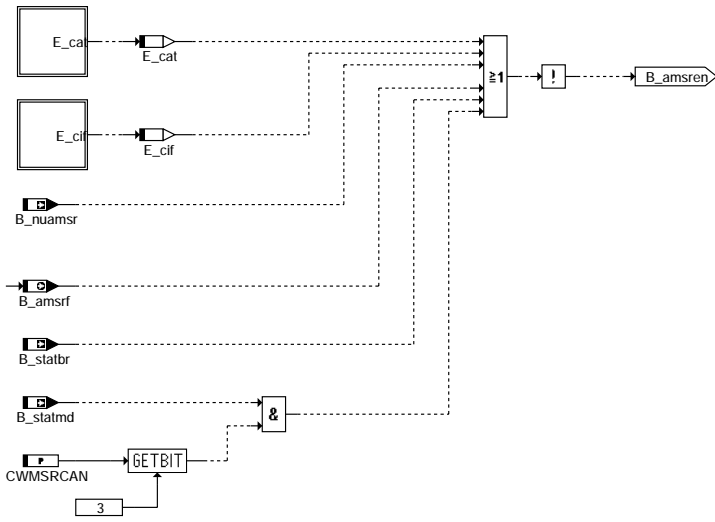 E_cat
E_cat
E_cif
E_cif
≧1
!
B_amsren
B_nuamsr
B_amsrf
B_statbr
B_statmd
&
P
CWMSRCAN
GETBIT
3